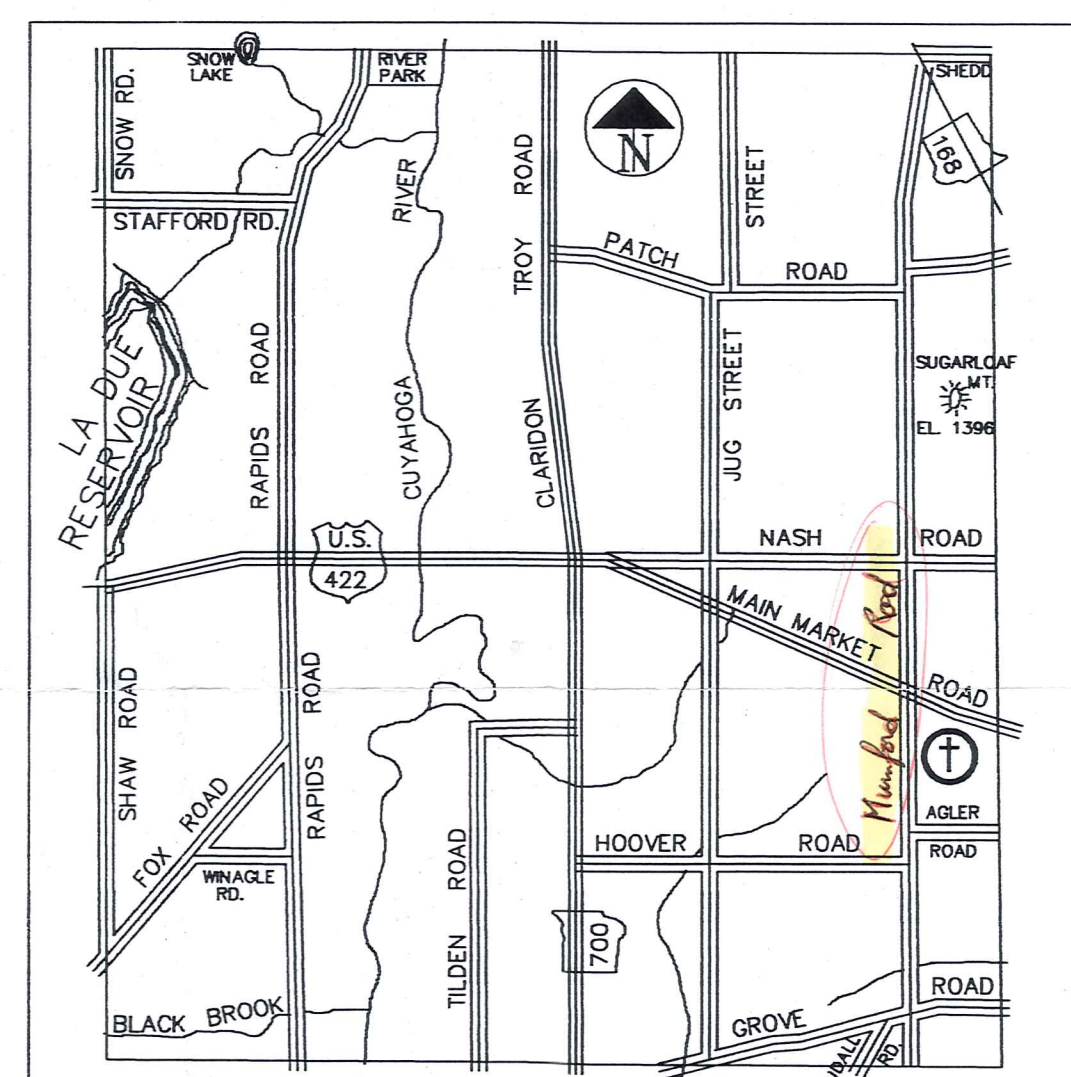 SNOW LAKE
RIVER PARK
SHEDD
SNOW RD.
168
N
STREET
TROY ROAD
RIVER
STAFFORD RD.
PATCH ROAD
LA DUE
RESERVOIR
RAPIDS ROAD
CUYAHOGA
CLARIDON
JUG STREET
SUGARLOAF
MT.
EL. 1396
U.S.
422
NASH ROAD
MAIN MARKET ROAD
Mumford Road
SHAW ROAD
RAPIDS ROAD
FOX ROAD
WINAGLE
RD.
TILDEN ROAD
HOOVER ROAD
AGLER
ROAD
700
BLACK BROOK
GROVE ROAD
RD.